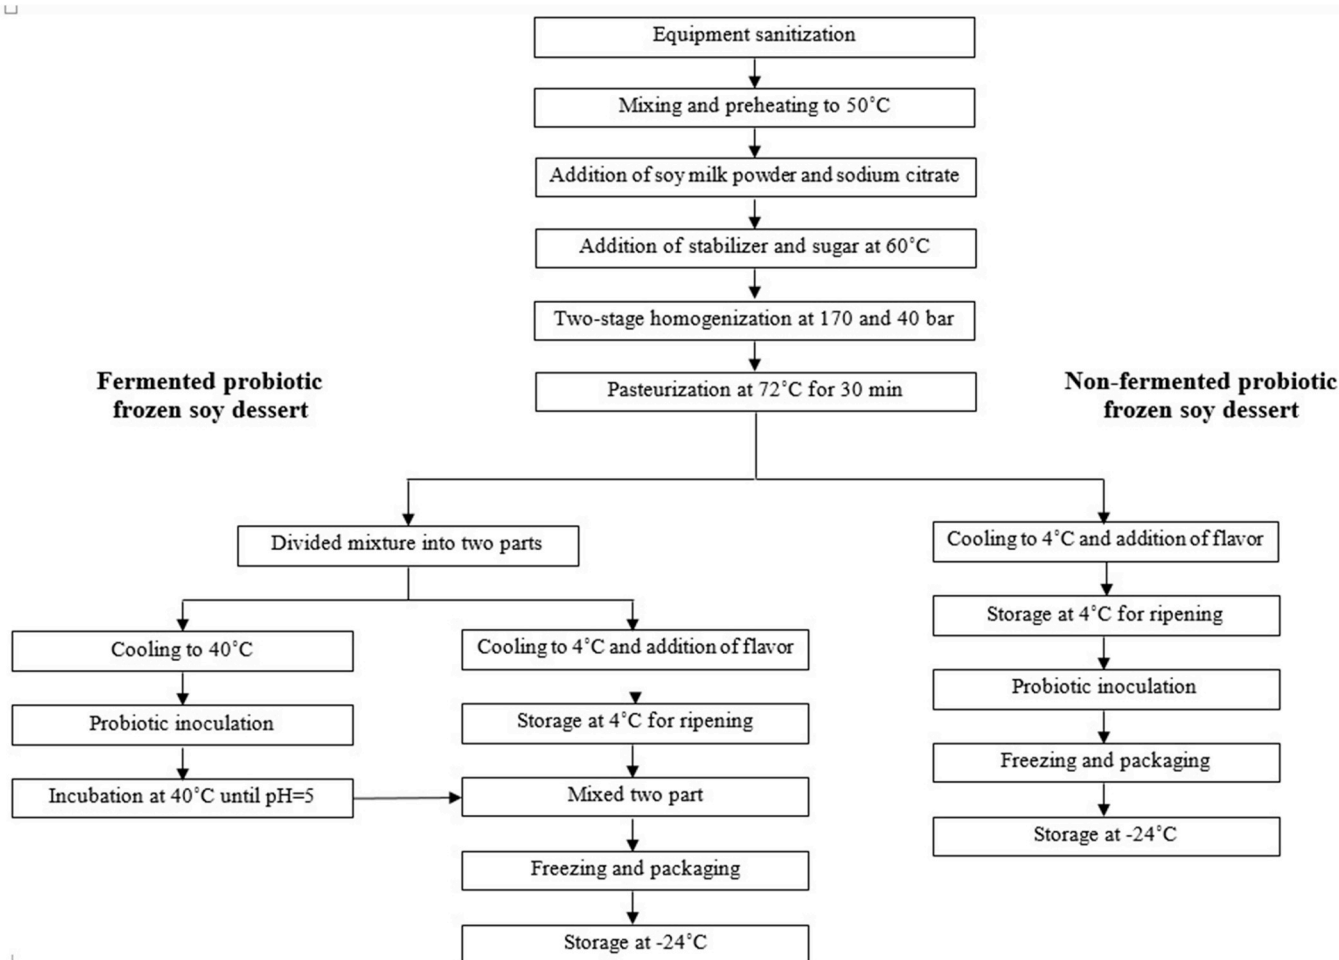 Equipment sanitization
Mixing and preheating to 50˚C
Addition of soy milk powder and sodium citrate
Addition of stabilizer and sugar at 60˚C
Two-stage homogenization at 170 and 40 bar
Pasteurization at 72˚C for 30 min
Fermented probiotic
frozen soy dessert
Non-fermented probiotic
frozen soy dessert
Divided mixture into two parts
Cooling to 40˚C
Probiotic inoculation
Incubation at 40˚C until pH=5
Cooling to 4˚C and addition of flavor
Storage at 4˚C for ripening
Mixed two part
Freezing and packaging
Storage at -24˚C
Cooling to 4˚C and addition of flavor
Storage at 4˚C for ripening
Probiotic inoculation
Freezing and packaging
Storage at -24˚C